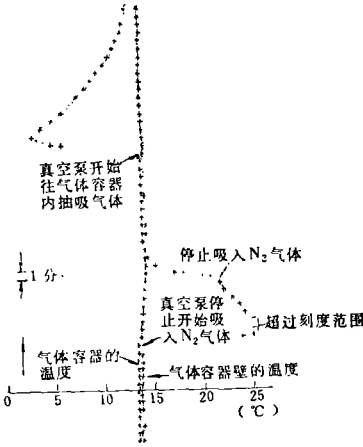 真空泵开始
往气体容器
内抽吸气体
停止吸入N₂气体
1分
真空泵停
止开始吸
入N₂气体
超过刻度范围
气体容器的
温度
气体容器壁的温度
0 5 10 15 20 25
(℃)